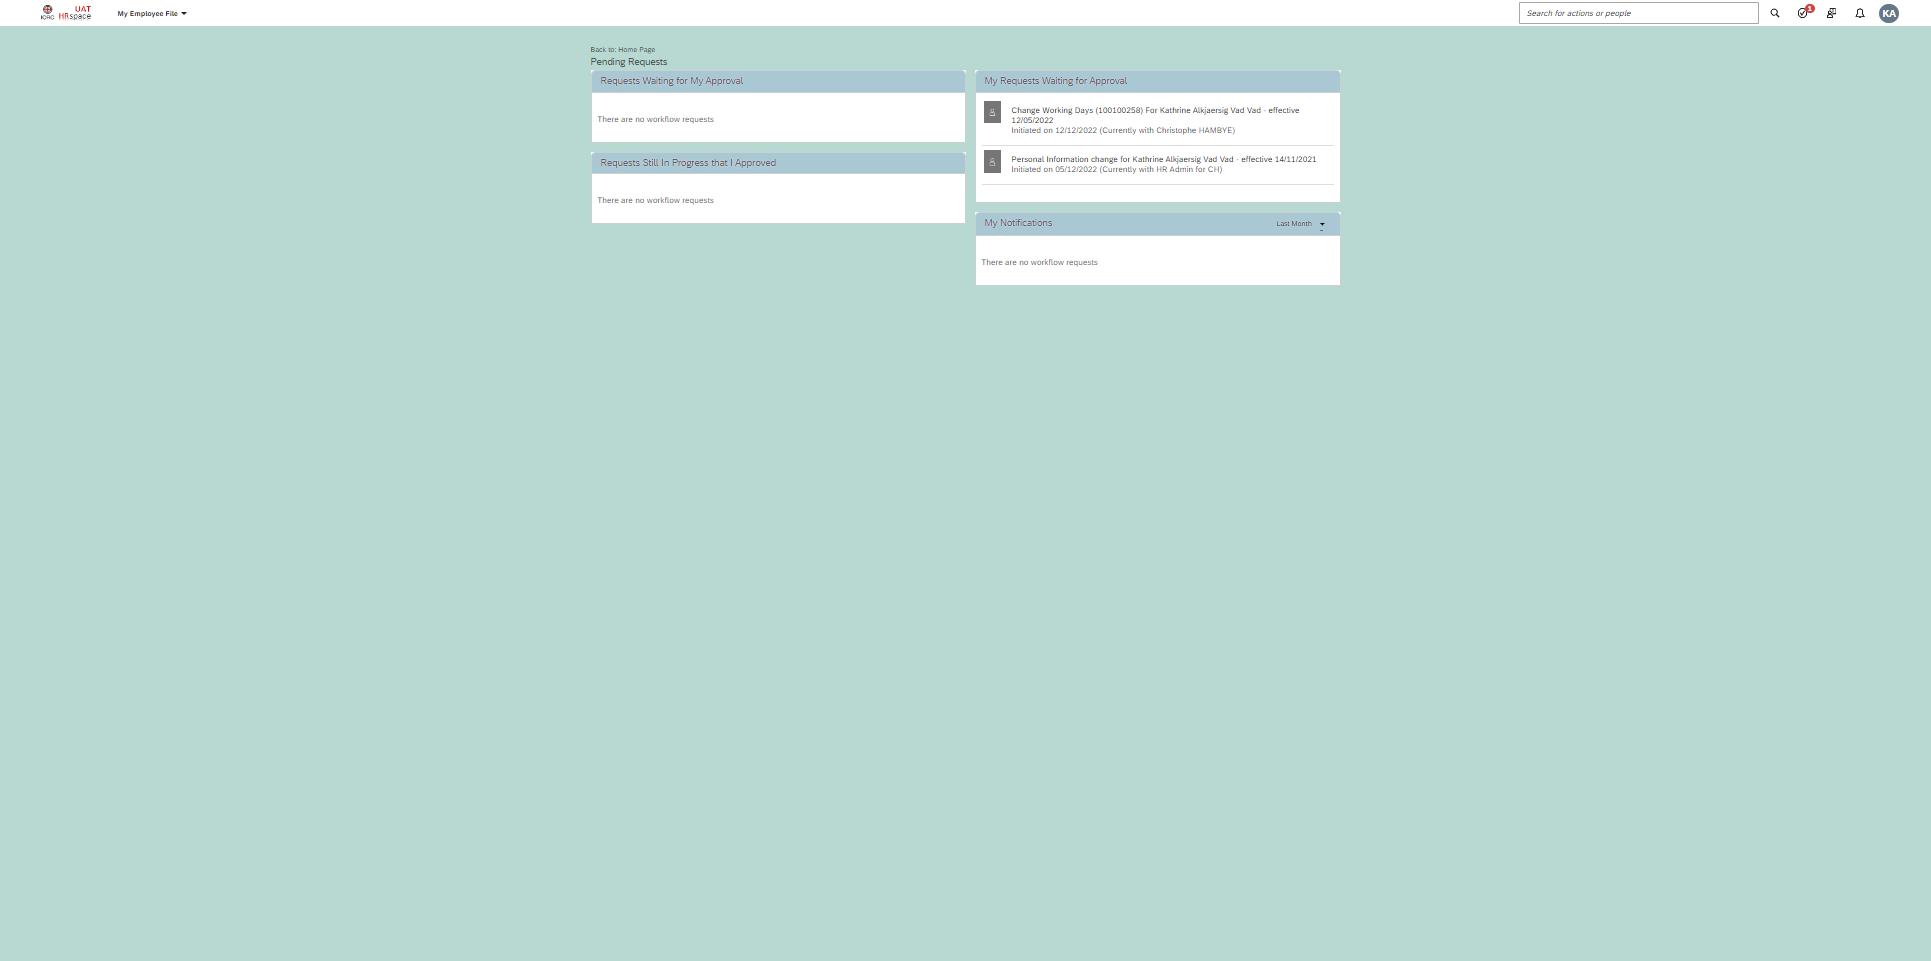 ICRC
UAT
HRspace
My Employee File
Search for actions or people
1
KA
Back to: Home Page
Pending Requests
Requests Waiting for My Approval
There are no workflow requests
Requests Still In Progress that I Approved
There are no workflow requests
My Requests Waiting for Approval
Change Working Days (100100258) For Kathrine Alkjaersig Vad Vad - effective
12/05/2022
Initiated on 12/12/2022 (Currently with Christophe HAMBYE)
Personal Information change for Kathrine Alkjaersig Vad Vad - effective 14/11/2021
Initiated on 05/12/2022 (Currently with HR Admin for CH)
My Notifications
Last Month
There are no workflow requests